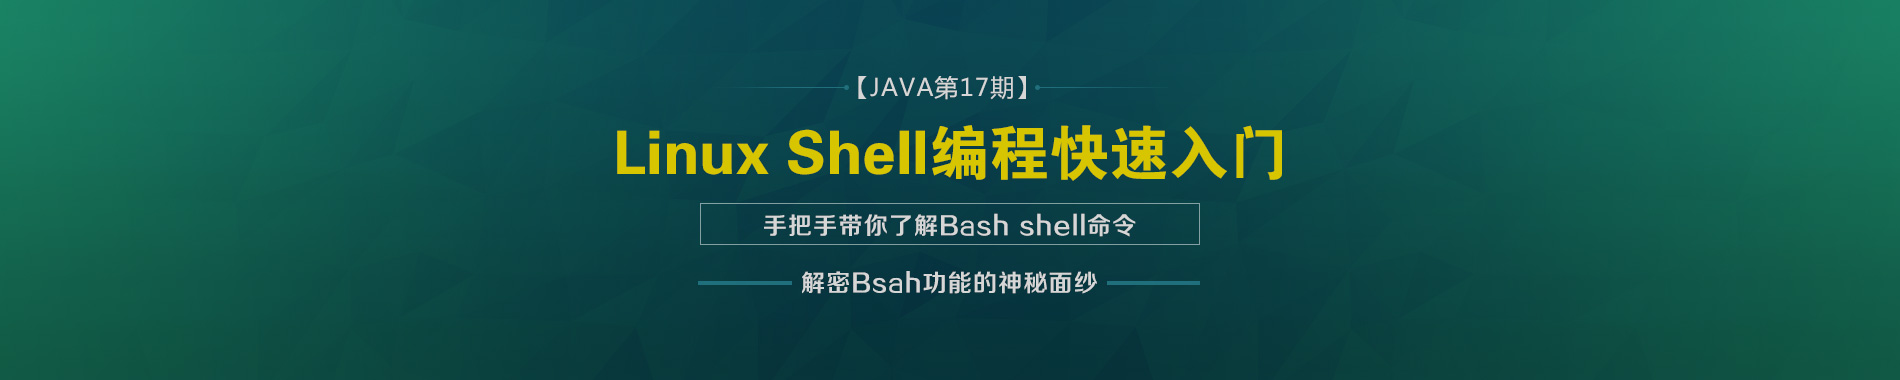 【JAVA第17期】
Linux Shell编程快速入门
手把手带你了解Bash shell命令
解密Bsah功能的神秘面纱